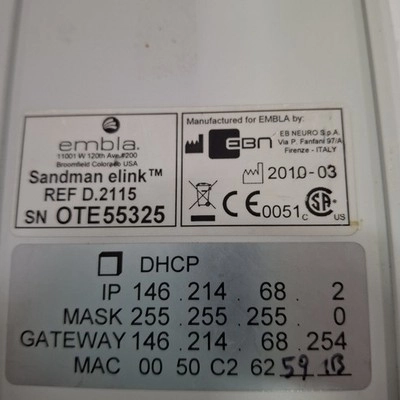 embla.
11001 W 120th Ave.#200
Broomfield Colorado USA
Sandman elink™
REF D.2115
SN OTE55325
Manufactured for EMBLA by:
EBN
EB NEURO S.p.A
Via P. Fanfani 97/A
Firenze - ITALY
2010-03
CE0051
C SA US
DHCP
IP 146 . 214 . 68 . 2
MASK 255 . 255 . 255 . 0
GATEWAY 146 . 214 . 68 . 254
MAC 00 50 C2 62 59 1B